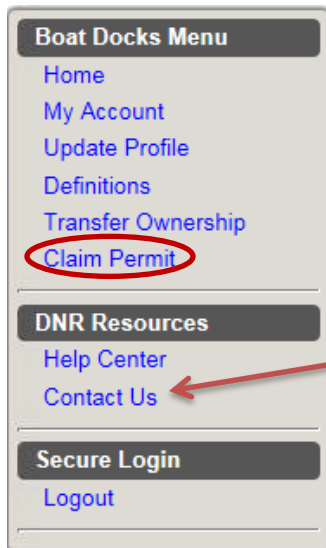 Boat Docks Menu
Home
My Account
Update Profile
Definitions
Transfer Ownership
Claim Permit
DNR Resources
Help Center
Contact Us
Secure Login
Logout